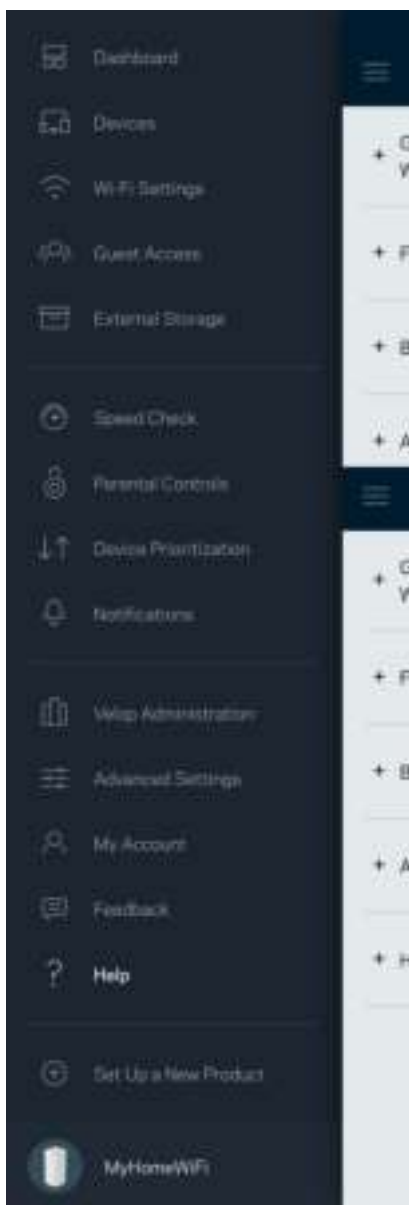 Dashboard
Devices
Wi-Fi Settings
Guest Access
External Storage
Speed Check
Parental Controls
Device Prioritization
Notifications
Velop Administration
Advanced Settings
My Account
Feedback
? Help
Set Up a New Product
MyHomeWiFi
+ G
W
+ F
+ B
+ A
+ G
W
+ F
+ B
+ A
+ H